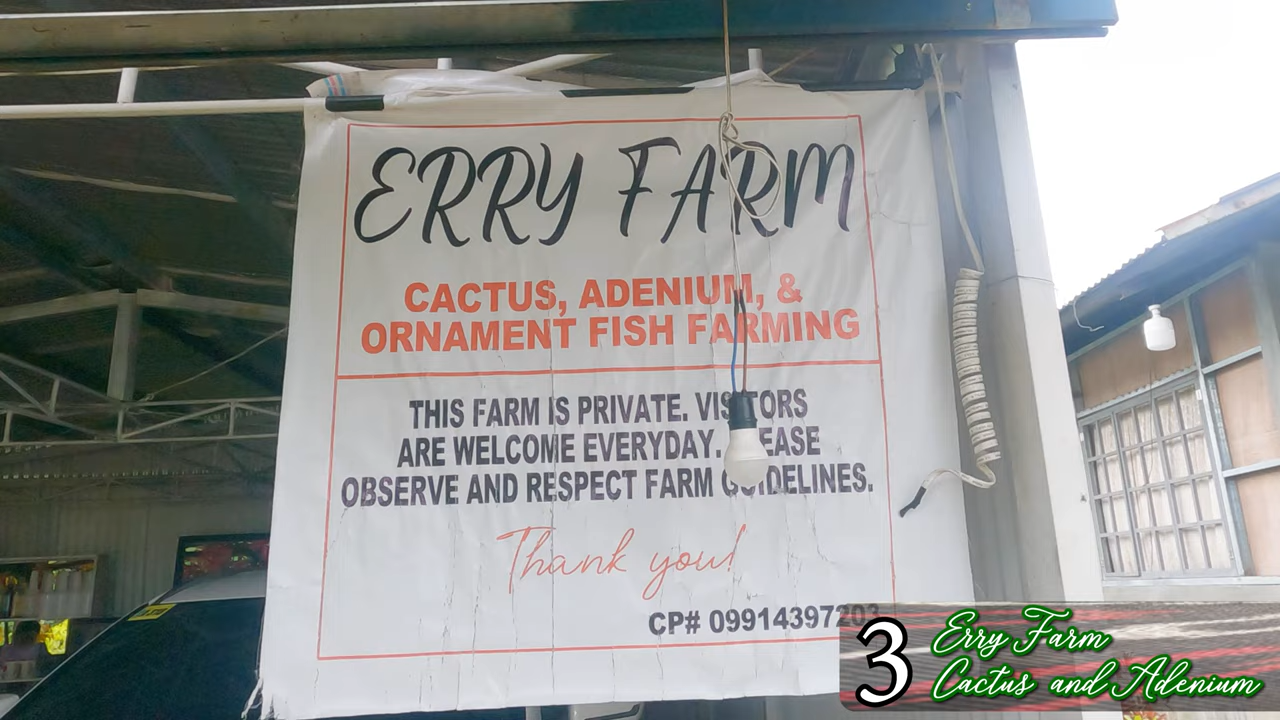 ERRY FARM
CACTUS, ADENIUM, &
ORNAMENT FISH FARMING
THIS FARM IS PRIVATE. VISITORS
ARE WELCOME EVERYDAY. PLEASE
OBSERVE AND RESPECT FARM GUIDELINES.
Thank you!
CP# 09914397203
3
Erry Farm
Cactus and Adenium